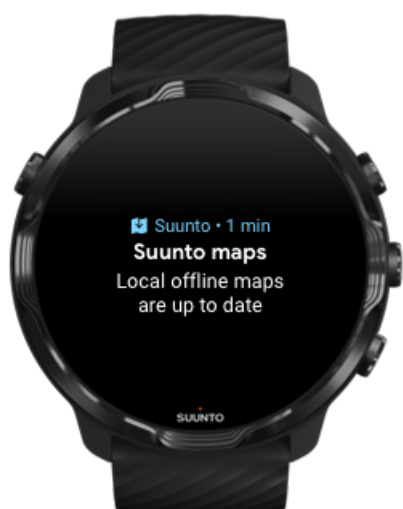 Suunto • 1 min
Suunto maps
Local offline maps
are up to date
SUUNTO